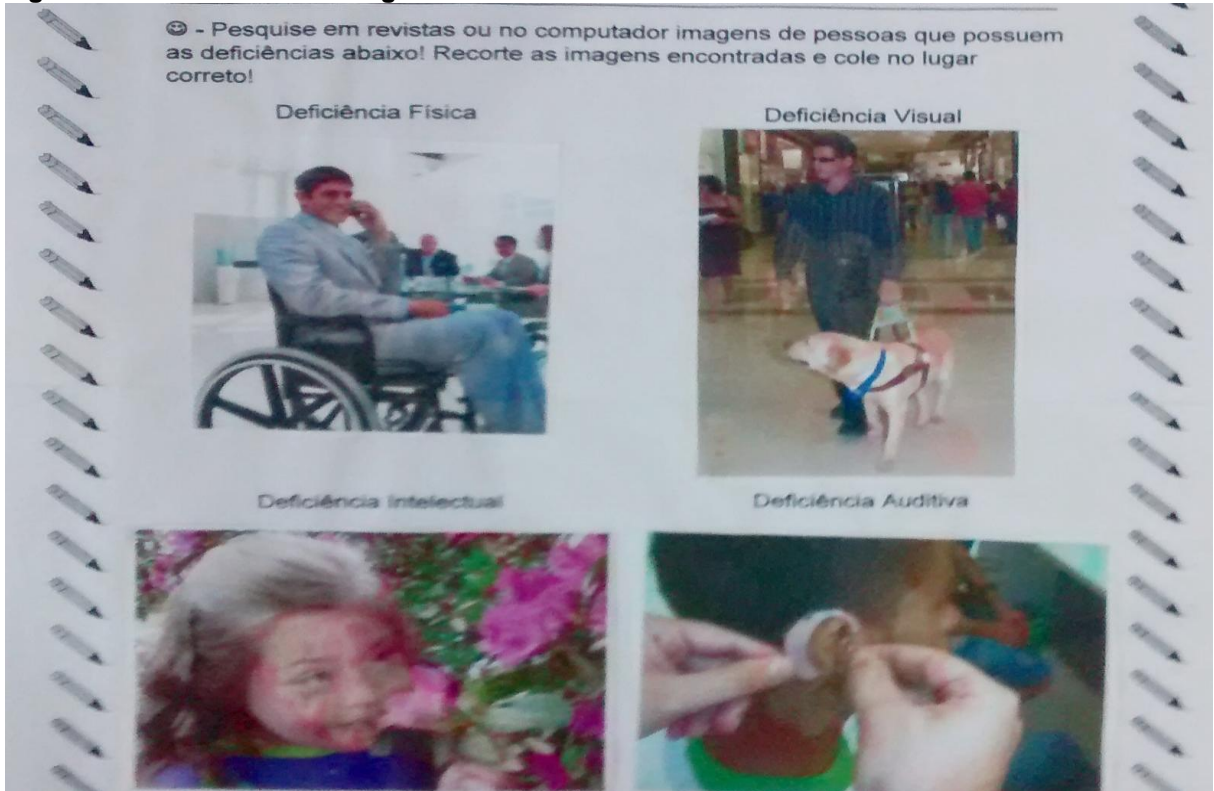 ☺ - Pesquise em revistas ou no computador imagens de pessoas que possuem
as deficiências abaixo! Recorte as imagens encontradas e cole no lugar
correto!
Deficiência Física
Deficiência Visual
Deficiência Intelectual
Deficiência Auditiva